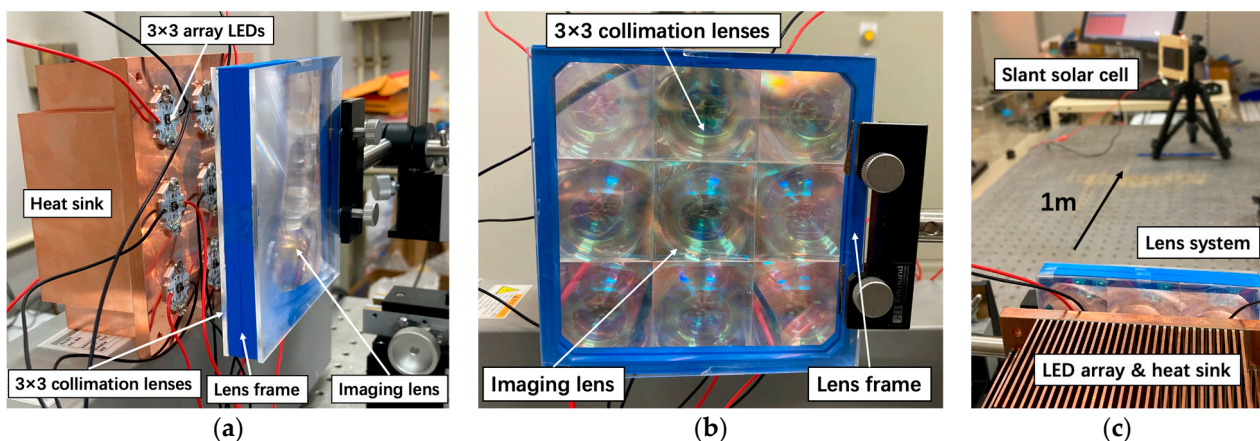 3×3 array LEDs
Heat sink
3×3 collimation lenses
Lens frame
Imaging lens
(a)
3×3 collimation lenses
Imaging lens
Lens frame
Edmund
(b)
Slant solar cell
1m
Lens system
LED array & heat sink
(c)